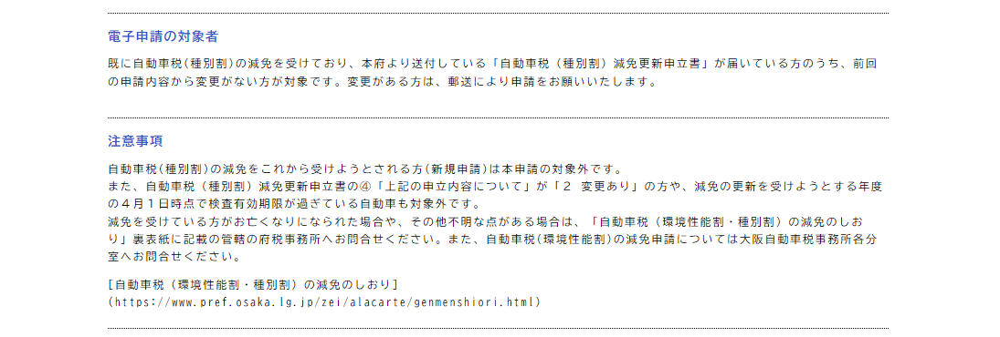 電子申請の対象者
既に自動車税(種別割)の減免を受けており、本府より送付している「自動車税（種別割）減免更新申立書」が届いている方のうち、前回
の申請内容から変更がない方が対象です。変更がある方は、郵送により申請をお願いいたします。
注意事項
自動車税(種別割)の減免をこれから受けようとされる方(新規申請)は本申請の対象外です。
また、自動車税（種別割）減免更新申立書の④「上記の申立内容について」が「２ 変更あり」の方や、減免の更新を受けようとする年度
の４月１日時点で検査有効期限が過ぎている自動車も対象外です。
減免を受けている方がお亡くなりになられた場合や、その他不明な点がある場合は、「自動車税（環境性能割・種別割）の減免のしお
り」裏表紙に記載の管轄の府税事務所へお問合せください。また、自動車税(環境性能割)の減免申請については大阪自動車税事務所各分
室へお問合せください。
[自動車税（環境性能割・種別割）の減免のしおり]
(https://www.pref.osaka.lg.jp/zei/alacarte/genmenshiori.html)